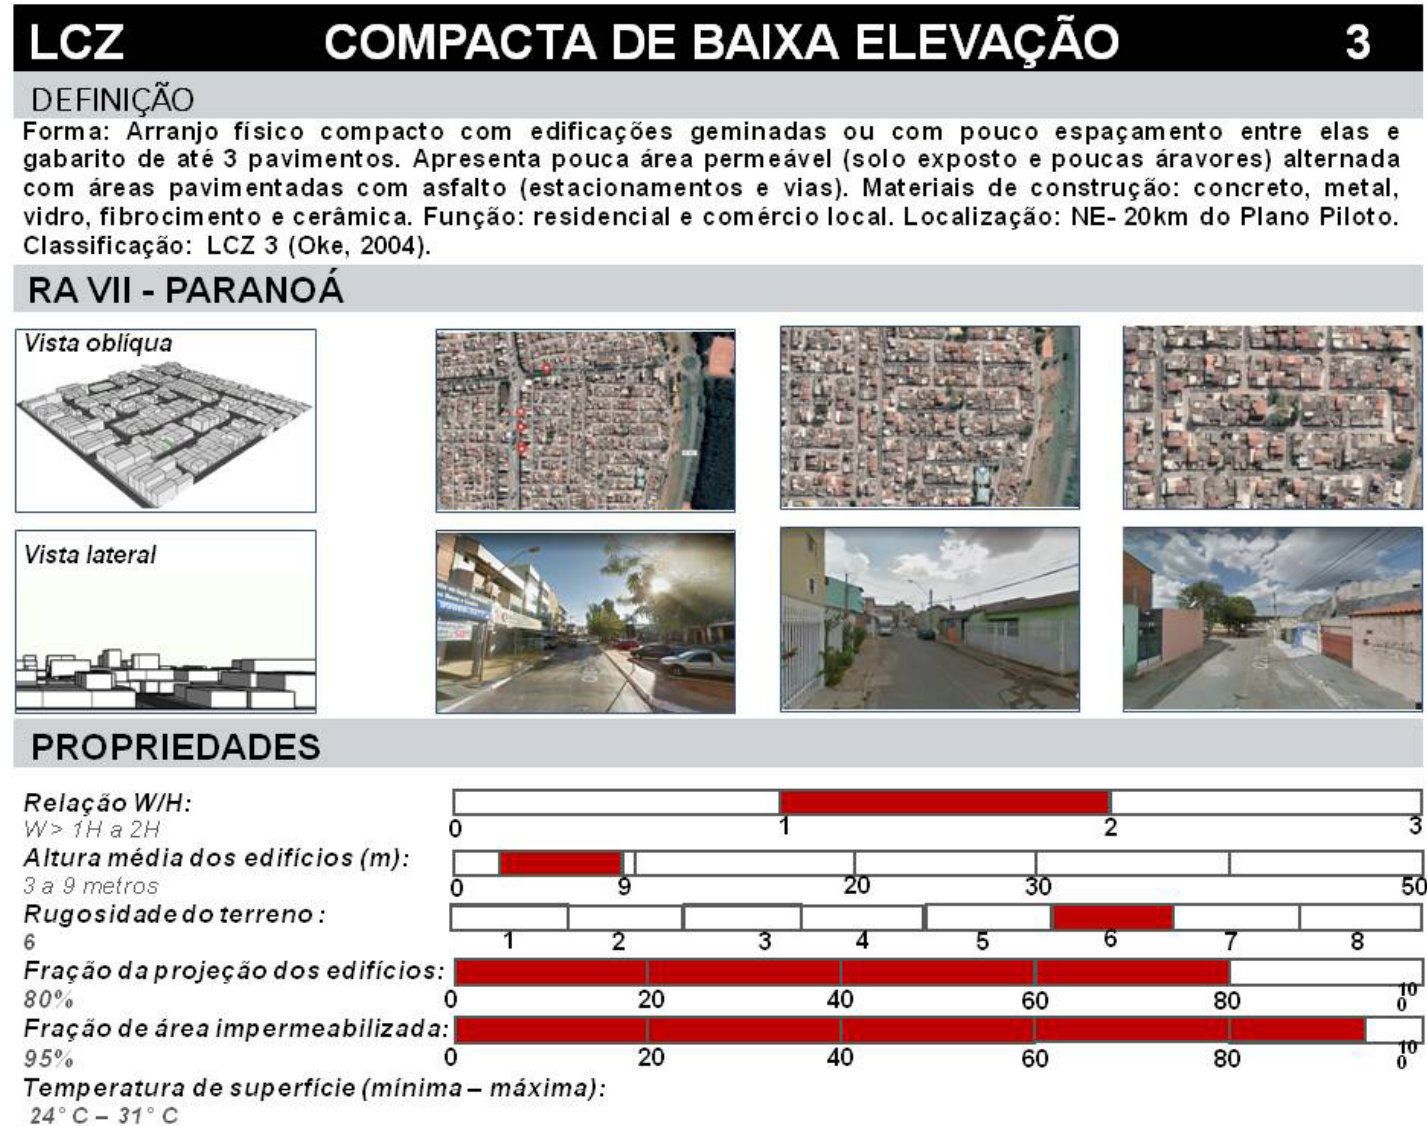 LCZ COMPACTA DE BAIXA ELEVAÇÃO 3
DEFINIÇÃO
Forma: Arranjo físico compacto com edificações geminadas ou com pouco espaçamento entre elas e
gabarito de até 3 pavimentos. Apresenta pouca área permeável (solo exposto e poucas áravores) alternada
com áreas pavimentadas com asfalto (estacionamentos e vias). Materiais de construção: concreto, metal,
vidro, fibrocimento e cerâmica. Função: residencial e comércio local. Localização: NE- 20km do Plano Piloto.
Classificação: LCZ 3 (Oke, 2004).
RA VII - PARANOÁ
Vista oblíqua
Vista lateral
PROPRIEDADES
Relação W/H:
W> 1H a 2H
0 1 2 3
Altura média dos edifícios (m):
3 a 9 metros
0 9 20 30 50
Rugosidade do terreno :
6
1 2 3 4 5 6 7 8
Fração da projeção dos edifícios:
80%
0 20 40 60 80 100
Fração de área impermeabilizada:
95%
0 20 40 60 80 100
Temperatura de superfície (mínima – máxima):
24° C – 31° C